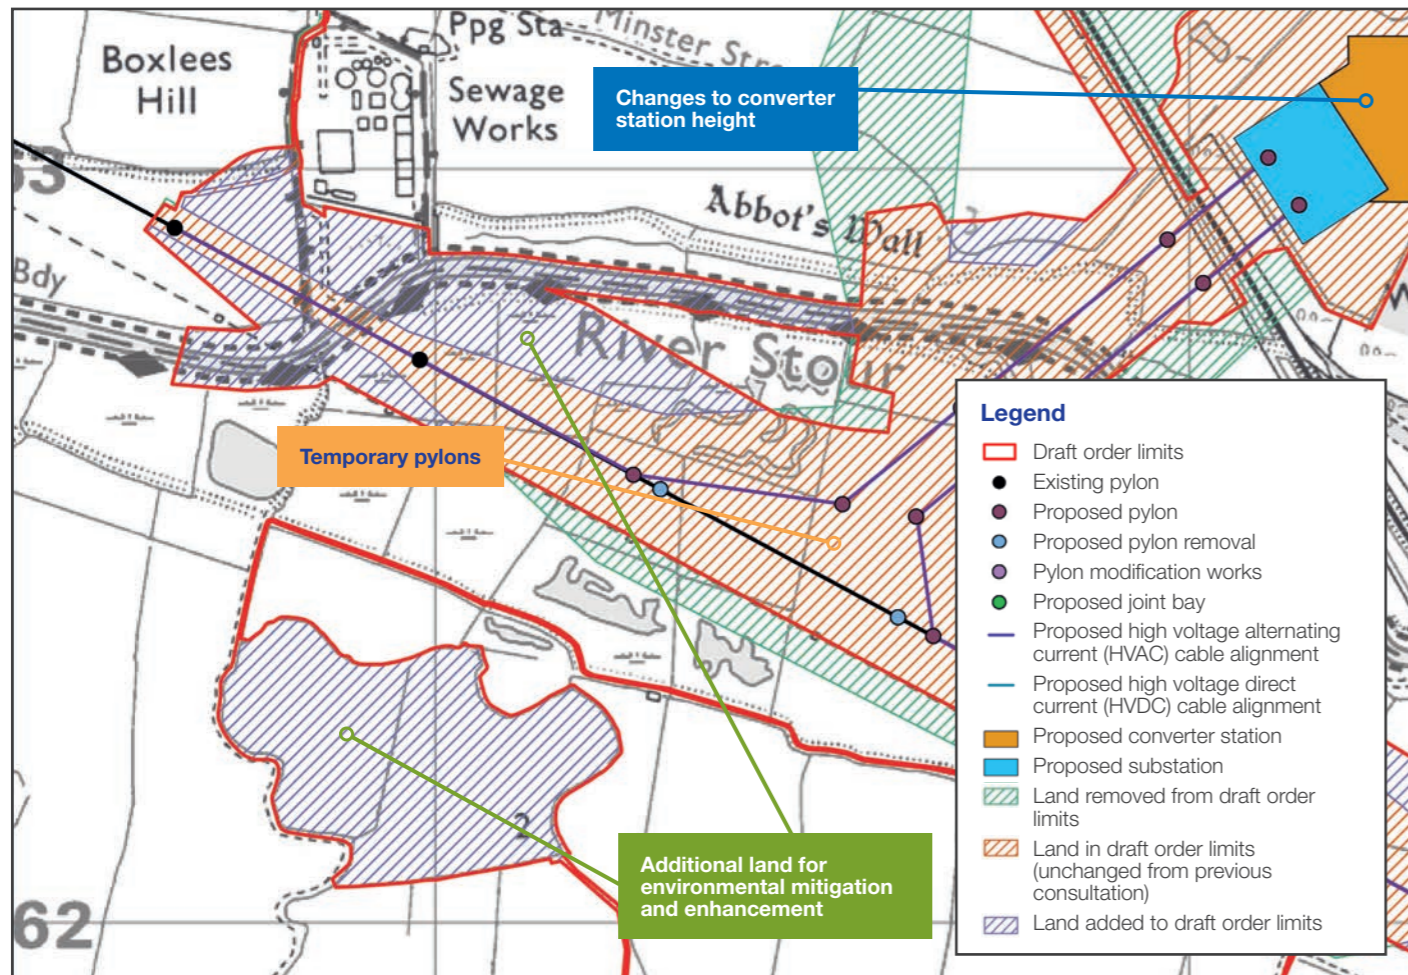 Boxlees
Hill
Ppg Sta
Sewage
Works
Minster Str
Changes to converter
station height
63
Abbot's Wall
Bdy
River Stour
Temporary pylons
2
Additional land for
environmental mitigation
and enhancement
62
Legend
Draft order limits
Existing pylon
Proposed pylon
Proposed pylon removal
Pylon modification works
Proposed joint bay
Proposed high voltage alternating
current (HVAC) cable alignment
Proposed high voltage direct
current (HVDC) cable alignment
Proposed converter station
Proposed substation
Land removed from draft order
limits
Land in draft order limits
(unchanged from previous
consultation)
Land added to draft order limits